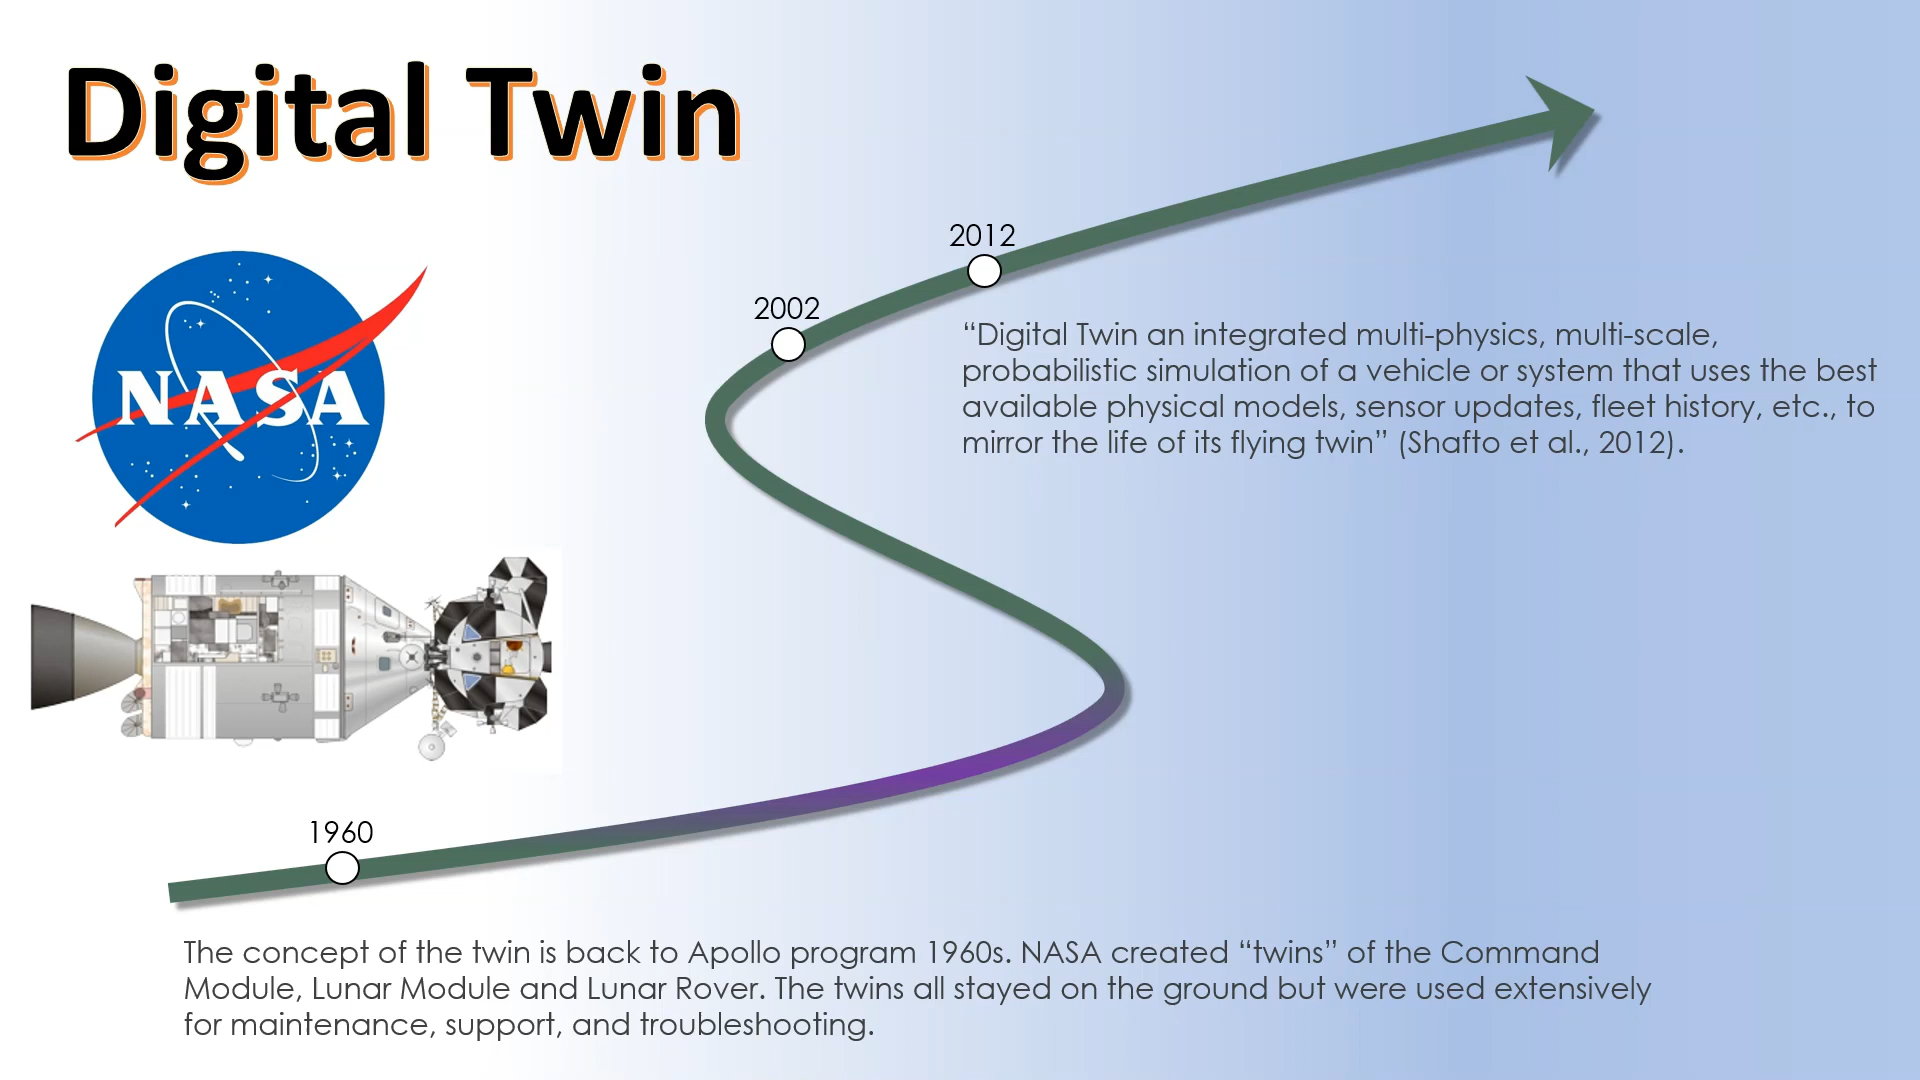 Digital Twin
NASA
2012
2002
“Digital Twin an integrated multi-physics, multi-scale,
probabilistic simulation of a vehicle or system that uses the best
available physical models, sensor updates, fleet history, etc., to
mirror the life of its flying twin” (Shafto et al., 2012).
1960
The concept of the twin is back to Apollo program 1960s. NASA created “twins” of the Command
Module, Lunar Module and Lunar Rover. The twins all stayed on the ground but were used extensively
for maintenance, support, and troubleshooting.